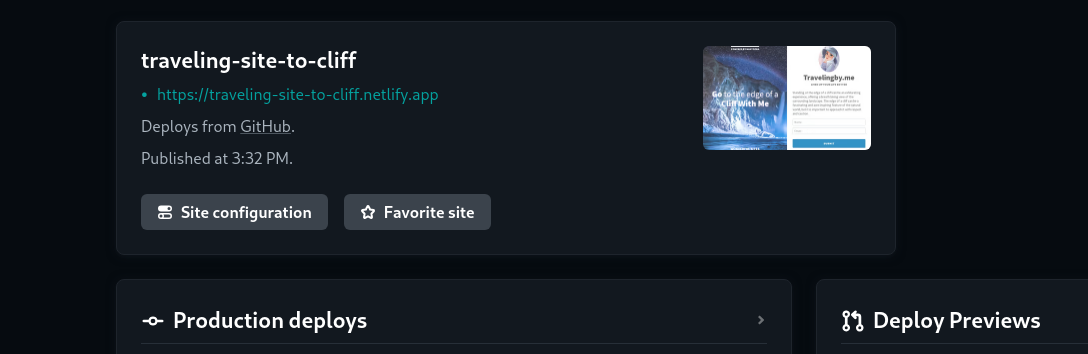 traveling-site-to-cliff
https://traveling-site-to-cliff.netlify.app
Deploys from GitHub.
Published at 3:32 PM.
Site configuration
Favorite site
Go to the edge of a
Cliff With Me
Travelingby.me
Production deploys
Deploy Previews